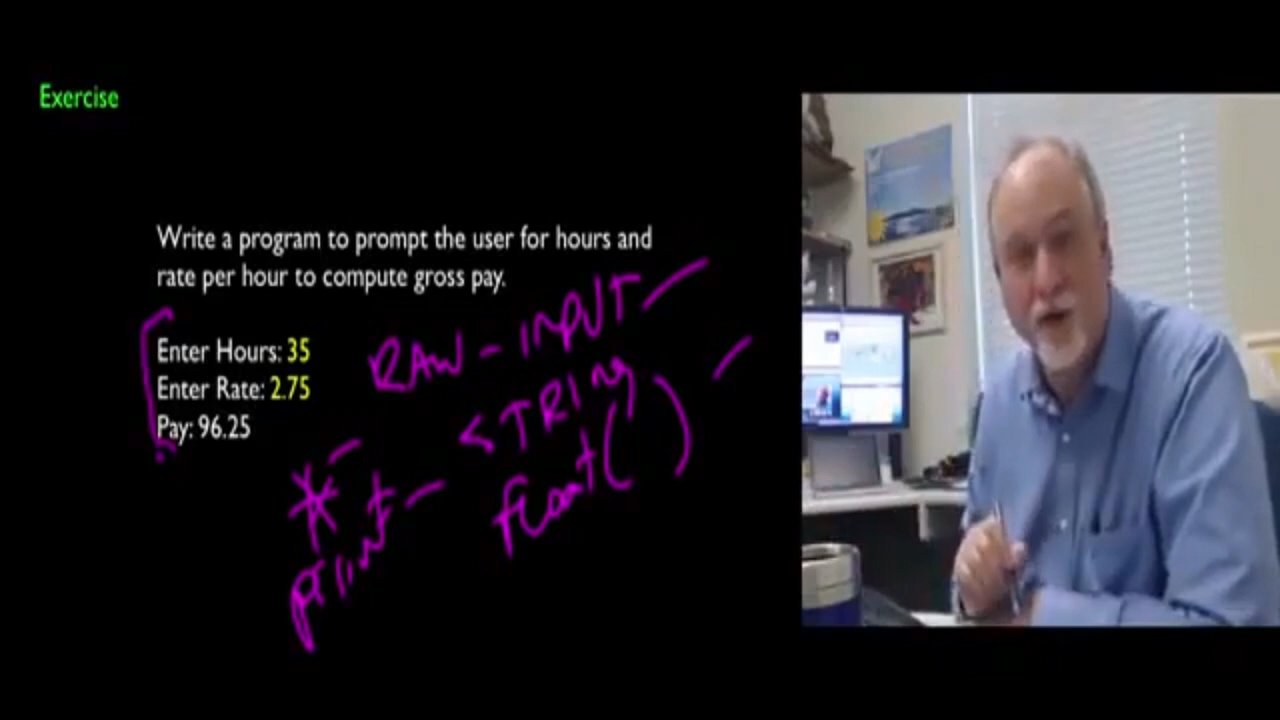 Exercise
Write a program to prompt the user for hours and
rate per hour to compute gross pay.
Enter Hours: 35
Enter Rate: 2.75
Pay: 96.25
RAW - INPUT
STRIng
float( )
*
print